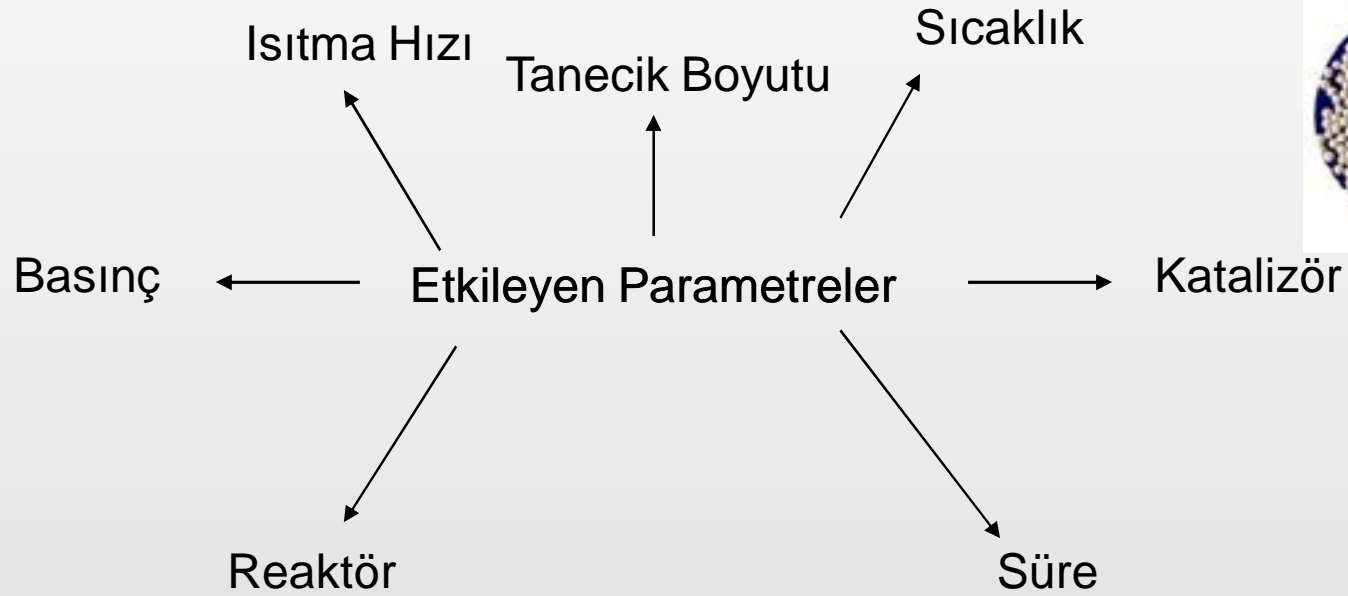 Sıcaklık
Isıtma Hızı
Tanecik Boyutu
Basınç
Etkileyen Parametreler
Katalizör
Reaktör
Süre